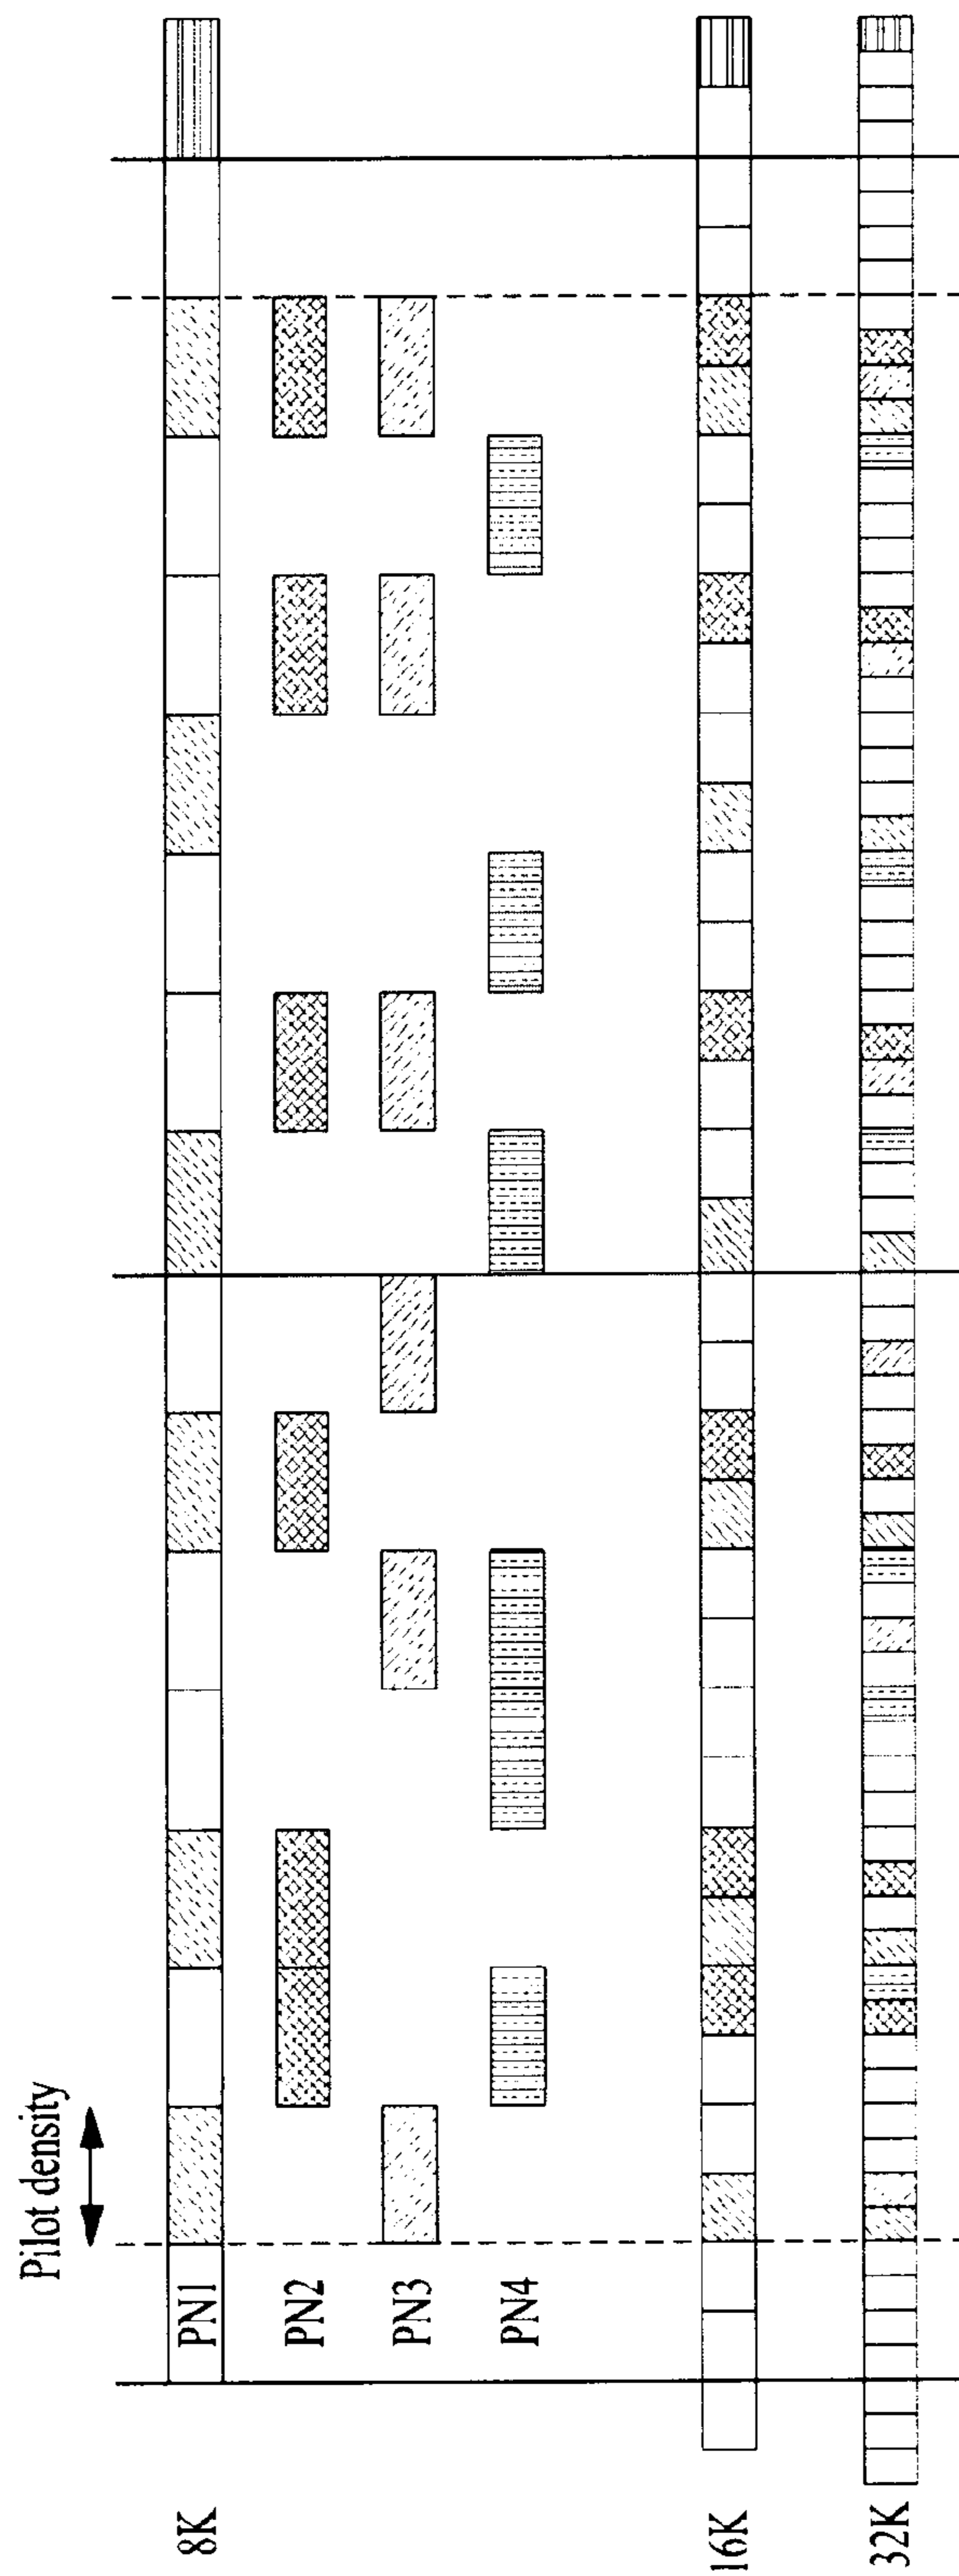 Pilot density
8K
PN1
PN2
PN3
PN4
16K
32K